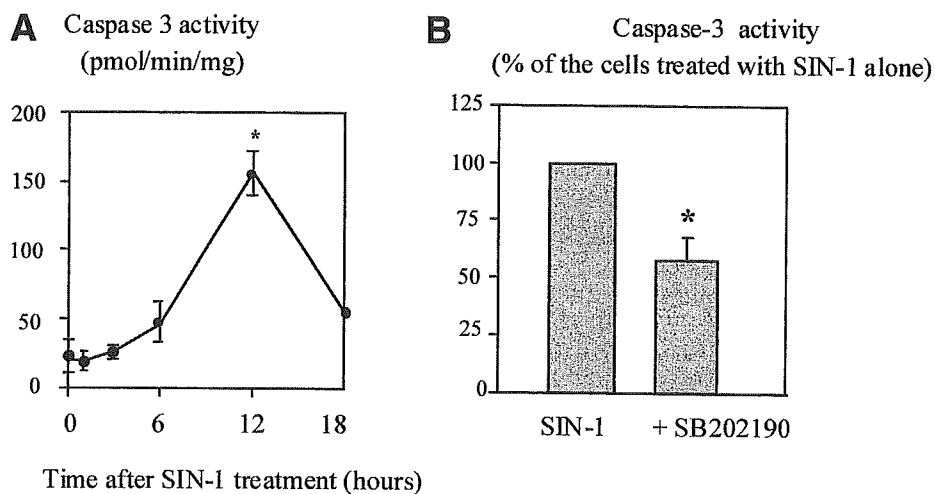 A Caspase 3 activity
(pmol/min/mg)
200
150
100
50
0
*
0 6 12 18
Time after SIN-1 treatment (hours)
B Caspase-3 activity
(% of the cells treated with SIN-1 alone)
125
100
75
50
25
0
*
SIN-1 + SB202190